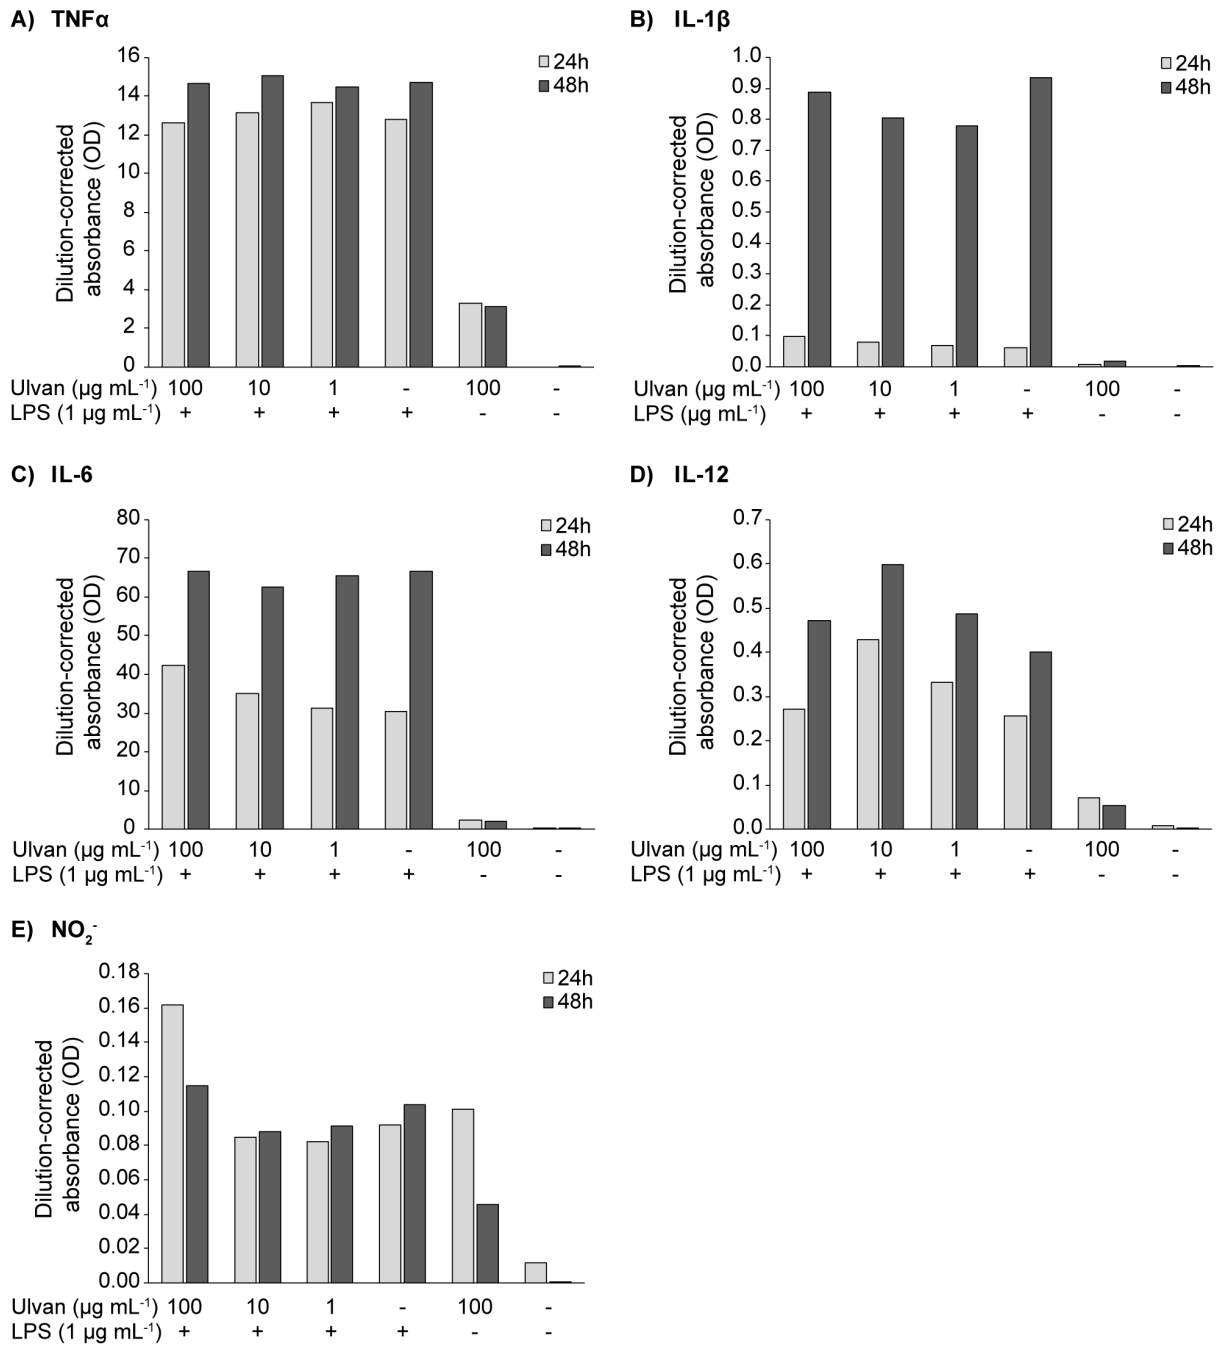 A) TNFα
16
14
12
10
8
6
4
2
0
Dilution-corrected
absorbance (OD)
24h
48h
Ulvan (µg mL-1) 100 10 1 - 100 -
LPS (1 µg mL-1) + + + + - -
B) IL-1β
1.0
0.9
0.8
0.7
0.6
0.5
0.4
0.3
0.2
0.1
0.0
Dilution-corrected
absorbance (OD)
24h
48h
Ulvan (µg mL-1) 100 10 1 - 100 -
LPS (µg mL-1) + + + + - -
C) IL-6
80
70
60
50
40
30
20
10
0
Dilution-corrected
absorbance (OD)
24h
48h
Ulvan (µg mL-1) 100 10 1 - 100 -
LPS (1 µg mL-1) + + + + - -
D) IL-12
0.7
0.6
0.5
0.4
0.3
0.2
0.1
0.0
Dilution-corrected
absorbance (OD)
24h
48h
Ulvan (µg mL-1) 100 10 1 - 100 -
LPS (1 µg mL-1) + + + + - -
E) NO2-
0.18
0.16
0.14
0.12
0.10
0.08
0.06
0.04
0.02
0.00
Dilution-corrected
absorbance (OD)
24h
48h
Ulvan (µg mL-1) 100 10 1 - 100 -
LPS (1 µg mL-1) + + + + - -